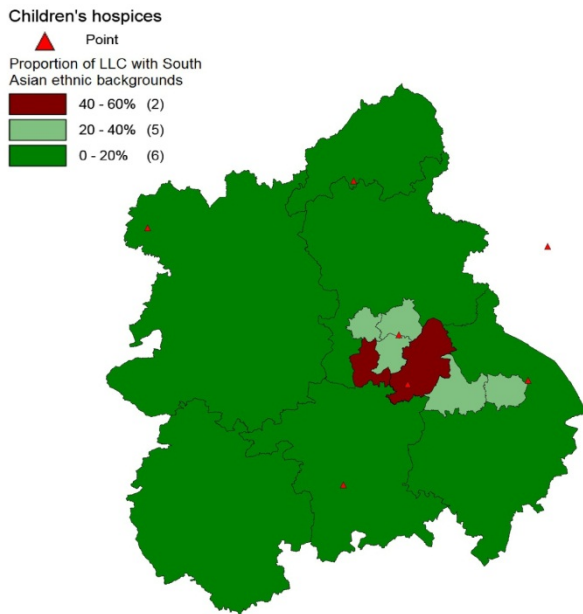 Children's hospices
Point
Proportion of LLC with South
Asian ethnic backgrounds
40 - 60% (2)
20 - 40% (5)
0 - 20% (6)